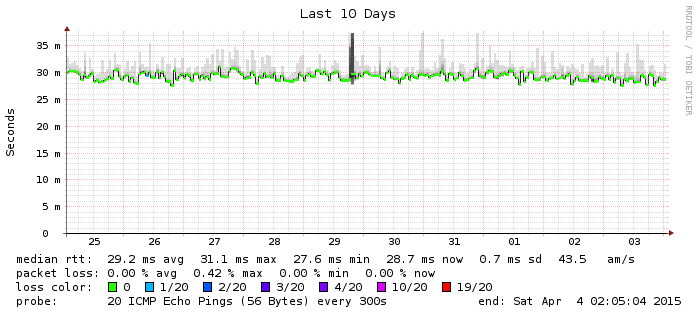 Last 10 Days
RRDTOOL / TOBI OETIKER
Seconds
35 m
30 m
25 m
20 m
15 m
10 m
5 m
0
25 26 27 28 29 30 31 01 02 03
median rtt: 29.2 ms avg 31.1 ms max 27.6 ms min 28.7 ms now 0.7 ms sd 43.5 am/s
packet loss: 0.00 % avg 0.42 % max 0.00 % min 0.00 % now
loss color: 0 1/20 2/20 3/20 4/20 10/20 19/20
probe: 20 ICMP Echo Pings (56 Bytes) every 300s end: Sat Apr 4 02:05:04 2015